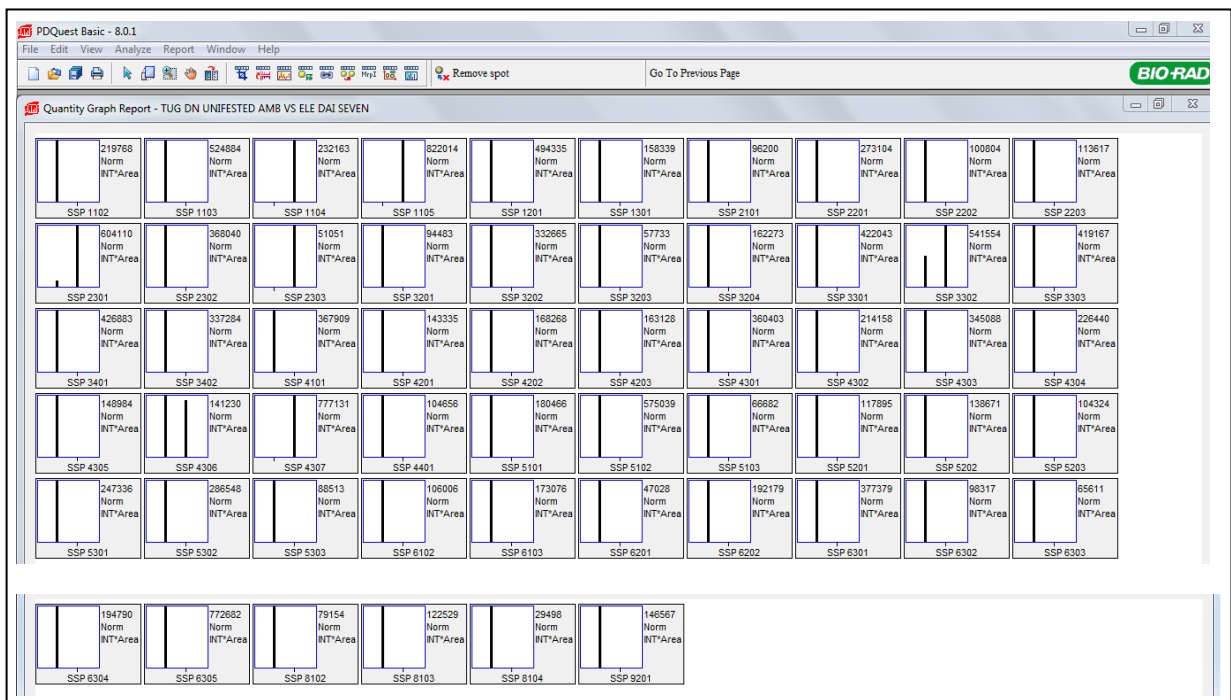 PDQuest Basic - 8.0.1
File Edit View Analyze Report Window Help
MrpI Remove spot Go To Previous Page BIO-RAD
Quantity Graph Report - TUG DN UNIFESTED AMB VS ELE DAI SEVEN
219768 524884 232163 822014 494335 158339 96200 273104 100804 113617
Norm Norm Norm Norm Norm Norm Norm Norm Norm Norm
INT*Area INT*Area INT*Area INT*Area INT*Area INT*Area INT*Area INT*Area INT*Area INT*Area
SSP 1102 SSP 1103 SSP 1104 SSP 1105 SSP 1201 SSP 1301 SSP 2101 SSP 2201 SSP 2202 SSP 2203
604110 368040 51051 94483 332665 57733 162273 422043 541554 419167
Norm Norm Norm Norm Norm Norm Norm Norm Norm Norm
INT*Area INT*Area INT*Area INT*Area INT*Area INT*Area INT*Area INT*Area INT*Area INT*Area
SSP 2301 SSP 2302 SSP 2303 SSP 3201 SSP 3202 SSP 3203 SSP 3204 SSP 3301 SSP 3302 SSP 3303
426883 337284 367909 143335 168268 163128 360403 214158 345088 226440
Norm Norm Norm Norm Norm Norm Norm Norm Norm Norm
INT*Area INT*Area INT*Area INT*Area INT*Area INT*Area INT*Area INT*Area INT*Area INT*Area
SSP 3401 SSP 3402 SSP 4101 SSP 4201 SSP 4202 SSP 4203 SSP 4301 SSP 4302 SSP 4303 SSP 4304
148984 141230 777131 104656 180466 575039 66682 117895 138671 104324
Norm Norm Norm Norm Norm Norm Norm Norm Norm Norm
INT*Area INT*Area INT*Area INT*Area INT*Area INT*Area INT*Area INT*Area INT*Area INT*Area
SSP 4305 SSP 4306 SSP 4307 SSP 4401 SSP 5101 SSP 5102 SSP 5103 SSP 5201 SSP 5202 SSP 5203
247336 286548 88513 106006 173076 47028 192179 377379 98317 65611
Norm Norm Norm Norm Norm Norm Norm Norm Norm Norm
INT*Area INT*Area INT*Area INT*Area INT*Area INT*Area INT*Area INT*Area INT*Area INT*Area
SSP 5301 SSP 5302 SSP 5303 SSP 6102 SSP 6103 SSP 6201 SSP 6202 SSP 6301 SSP 6302 SSP 6303
194790 772682 79154 122529 29498 146567
Norm Norm Norm Norm Norm Norm
INT*Area INT*Area INT*Area INT*Area INT*Area INT*Area
SSP 6304 SSP 6305 SSP 8102 SSP 8103 SSP 8104 SSP 9201